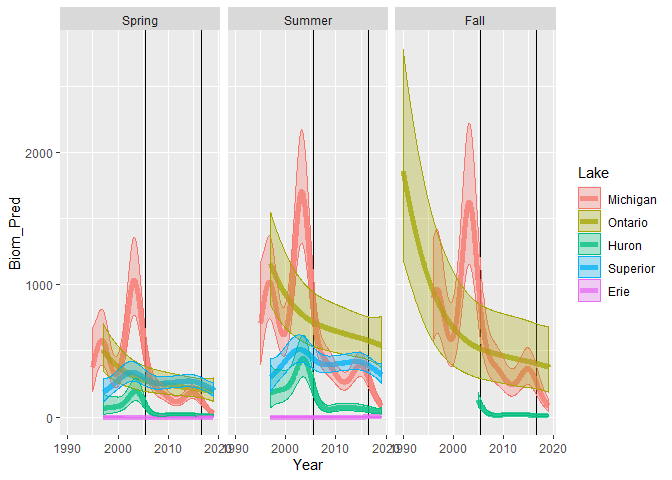 Spring Summer Fall
Biom_Pred
2000
1000
0
1990 2000 2010 2020 1990 2000 2010 2020 1990 2000 2010 2020
Year
Lake
Michigan
Ontario
Huron
Superior
Erie